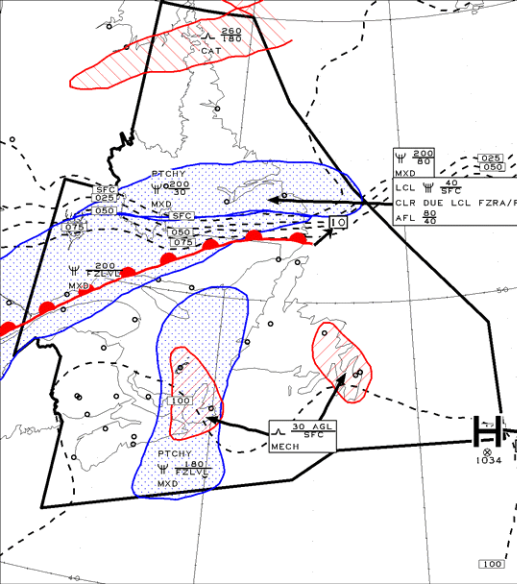 260
180
CAT
200
80
MXD
025
050
LCL 40
SFC
CLR DUE LCL FZRA/F
AFL 80
40
PTCHY
200
30
MXD
SFC
025
050
075
SFC
050
075
10
200
FZLVL
MXD
50
100
30 AGL
SFC
MECH
H
1034
PTCHY
180
FZLVL
MXD
100
40